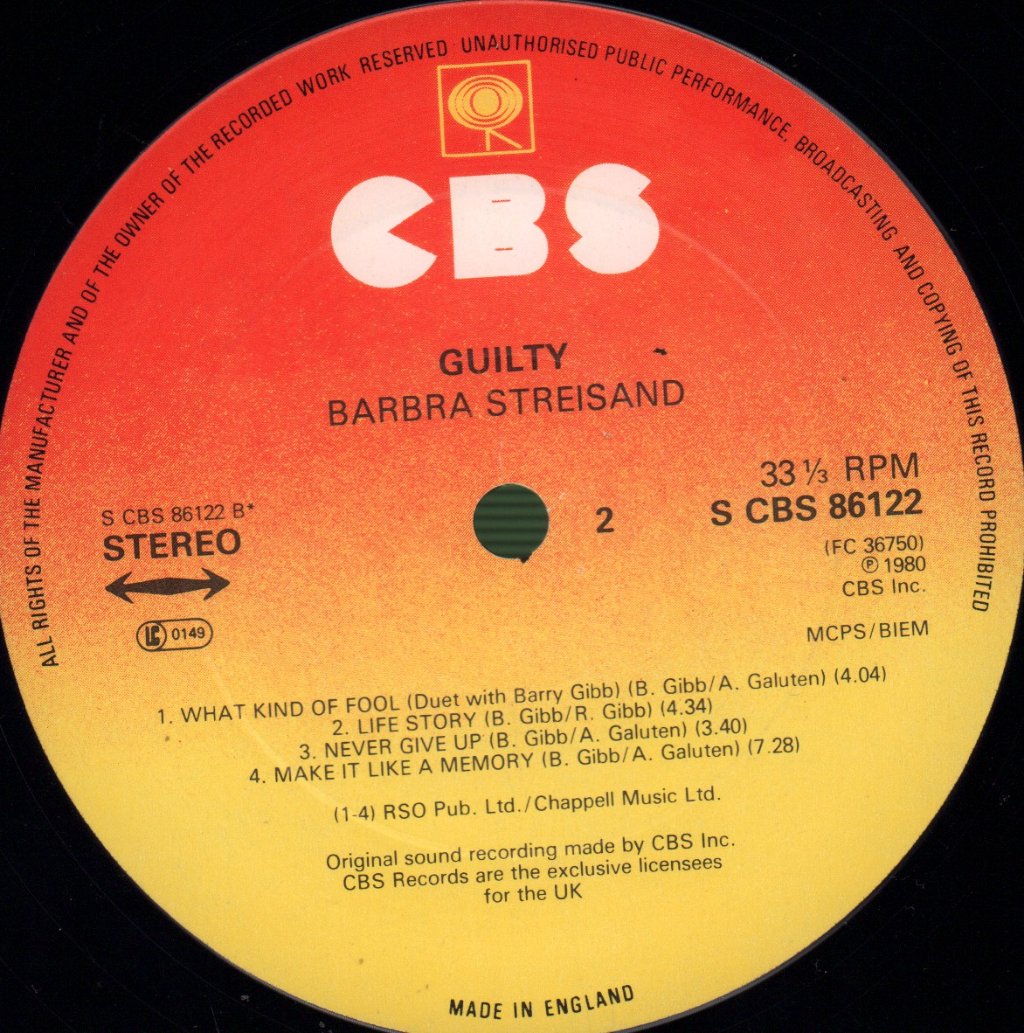 ALL RIGHTS OF THE MANUFACTURER AND OF THE OWNER OF THE RECORDED WORK RESERVED UNAUTHORISED PUBLIC PERFORMANCE, BROADCASTING AND COPYING OF THIS RECORD PROHIBITED
CBS
GUILTY
BARBRA STREISAND
33 ⅓ RPM
S CBS 86122 B*
2
S CBS 86122
STEREO
(FC 36750)
℗ 1980
CBS Inc.
LC 0149
MCPS/BIEM
1. WHAT KIND OF FOOL (Duet with Barry Gibb) (B. Gibb/A. Galuten) (4.04)
2. LIFE STORY (B. Gibb/R. Gibb) (4.34)
3. NEVER GIVE UP (B. Gibb/A. Galuten) (3.40)
4. MAKE IT LIKE A MEMORY (B. Gibb/A. Galuten) (7.28)
(1-4) RSO Pub. Ltd./Chappell Music Ltd.
Original sound recording made by CBS Inc.
CBS Records are the exclusive licensees
for the UK
MADE IN ENGLAND